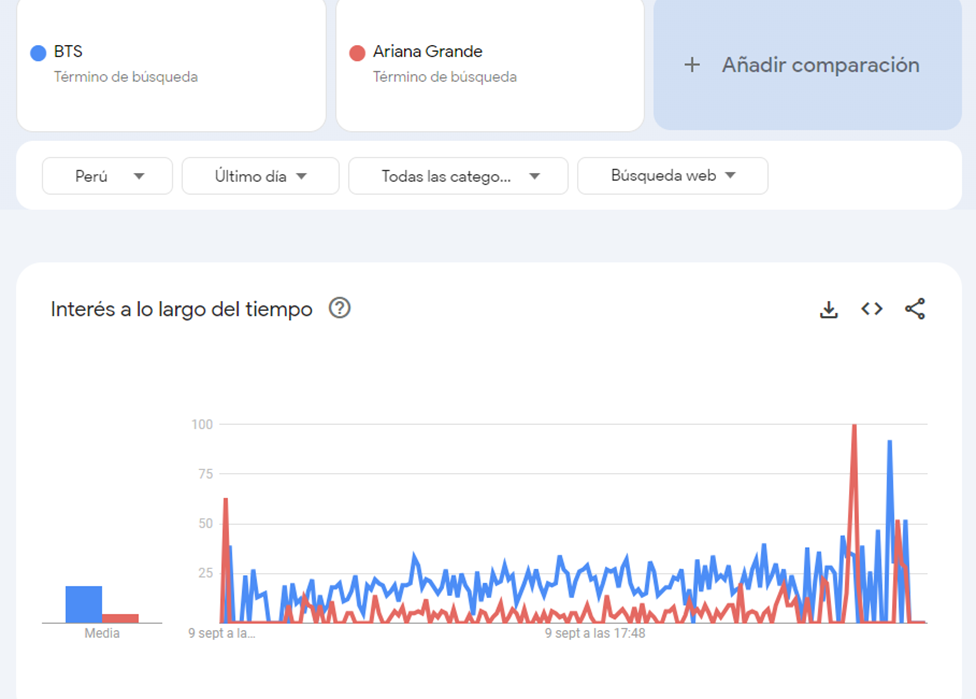 BTS
Término de búsqueda
Ariana Grande
Término de búsqueda
+ Añadir comparación
Perú
Último día
Todas las catego...
Búsqueda web
Interés a lo largo del tiempo
100
75
50
25
Media
9 sept a la...
9 sept a las 17:48